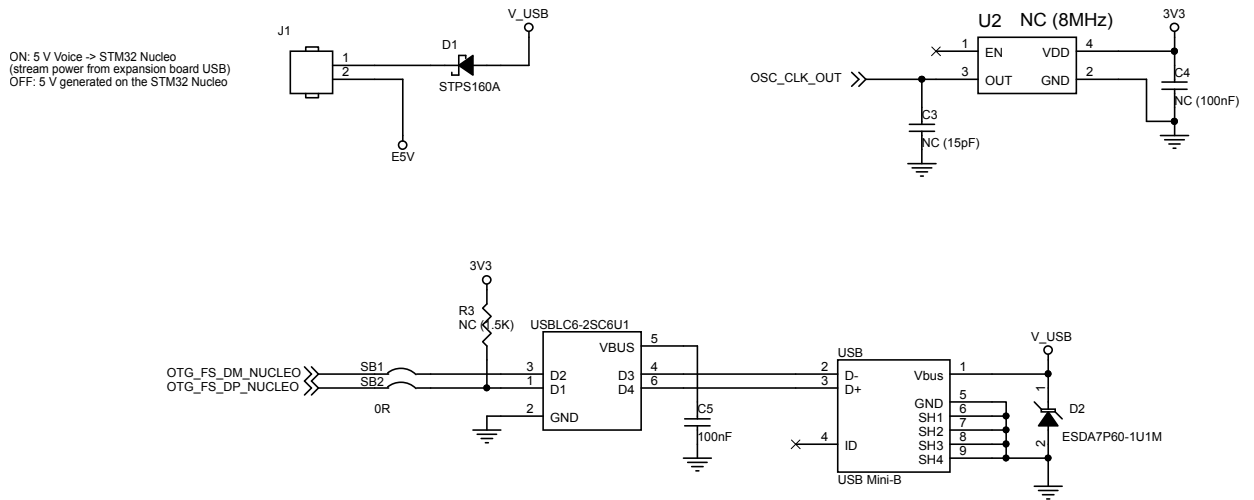 J1
ON: 5 V Voice -> STM32 Nucleo
(stream power from expansion board USB)
OFF: 5 V generated on the STM32 Nucleo
1
2
D1
STPS160A
V_USB
E5V
U2 NC (8MHz)
3V3
1 EN VDD 4
OSC_CLK_OUT 3 OUT GND 2
C4
NC (100nF)
C3
NC (15pF)
3V3
R3
NC (1.5K)
USBLC6-2SC6U1
VBUS 5
OTG_FS_DM_NUCLEO SB1 3 D2 D3 4
OTG_FS_DP_NUCLEO SB2 1 D1 D4 6
0R
2 GND
C5
100nF
USB
2 D- Vbus 1
3 D+
GND 5
SH1 6
SH2 7
4 ID SH3 8
SH4 9
USB Mini-B
V_USB
1
D2
ESDA7P60-1U1M
2